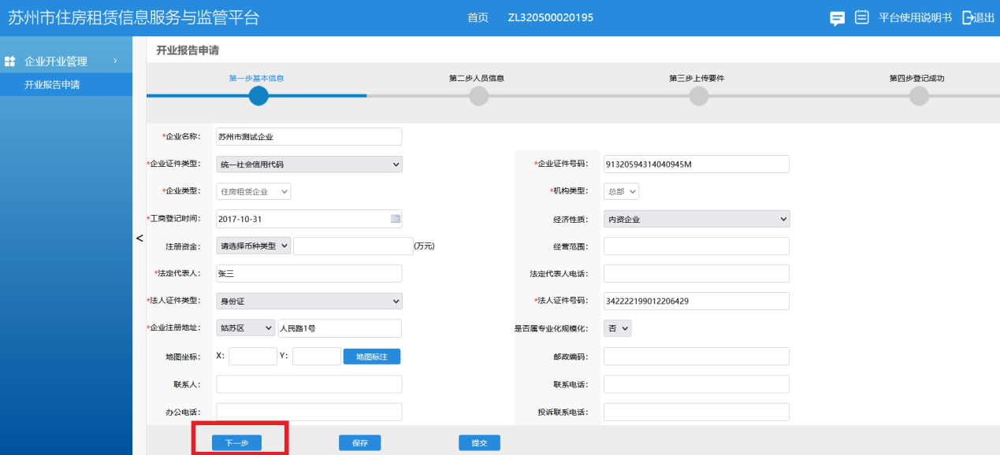 苏州市住房租赁信息服务与监管平台 首页 ZL320500020195 平台使用说明书 退出
企业开业管理 >
开业报告申请
开业报告申请
第一步基本信息 第二步人员信息 第三步上传要件 第四步登记成功
<
*企业名称: 苏州市测试企业
*企业证件类型: 统一社会信用代码 *企业证件号码: 91320594314040945M
*企业类型: 住房租赁企业 *机构类型: 总部
*工商登记时间: 2017-10-31 经济性质: 内资企业
注册资金: 请选择币种类型 (万元) 经营范围:
*法定代表人: 张三 法定代表人电话:
*法人证件类型: 身份证 *法人证件号码: 342222199012206429
*企业注册地址: 姑苏区 人民路1号 是否属专业化规模化: 否
地图坐标: X: Y: 地图标注 邮政编码:
联系人: 联系电话:
办公电话: 投诉联系电话:
下一步 保存 提交